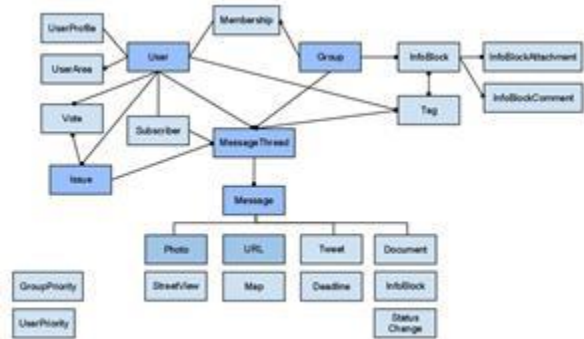 Membership
UserProfile
User
Group
InfoBlock
InfoBlockAttachment
UserArea
InfoBlockComment
Vote
Subscriber
Tag
MessageThread
Issue
Message
Photo
URL
Tweet
Document
GroupPriority
StreetView
Map
Deadline
InfoBlock
UserPriority
Status
Change